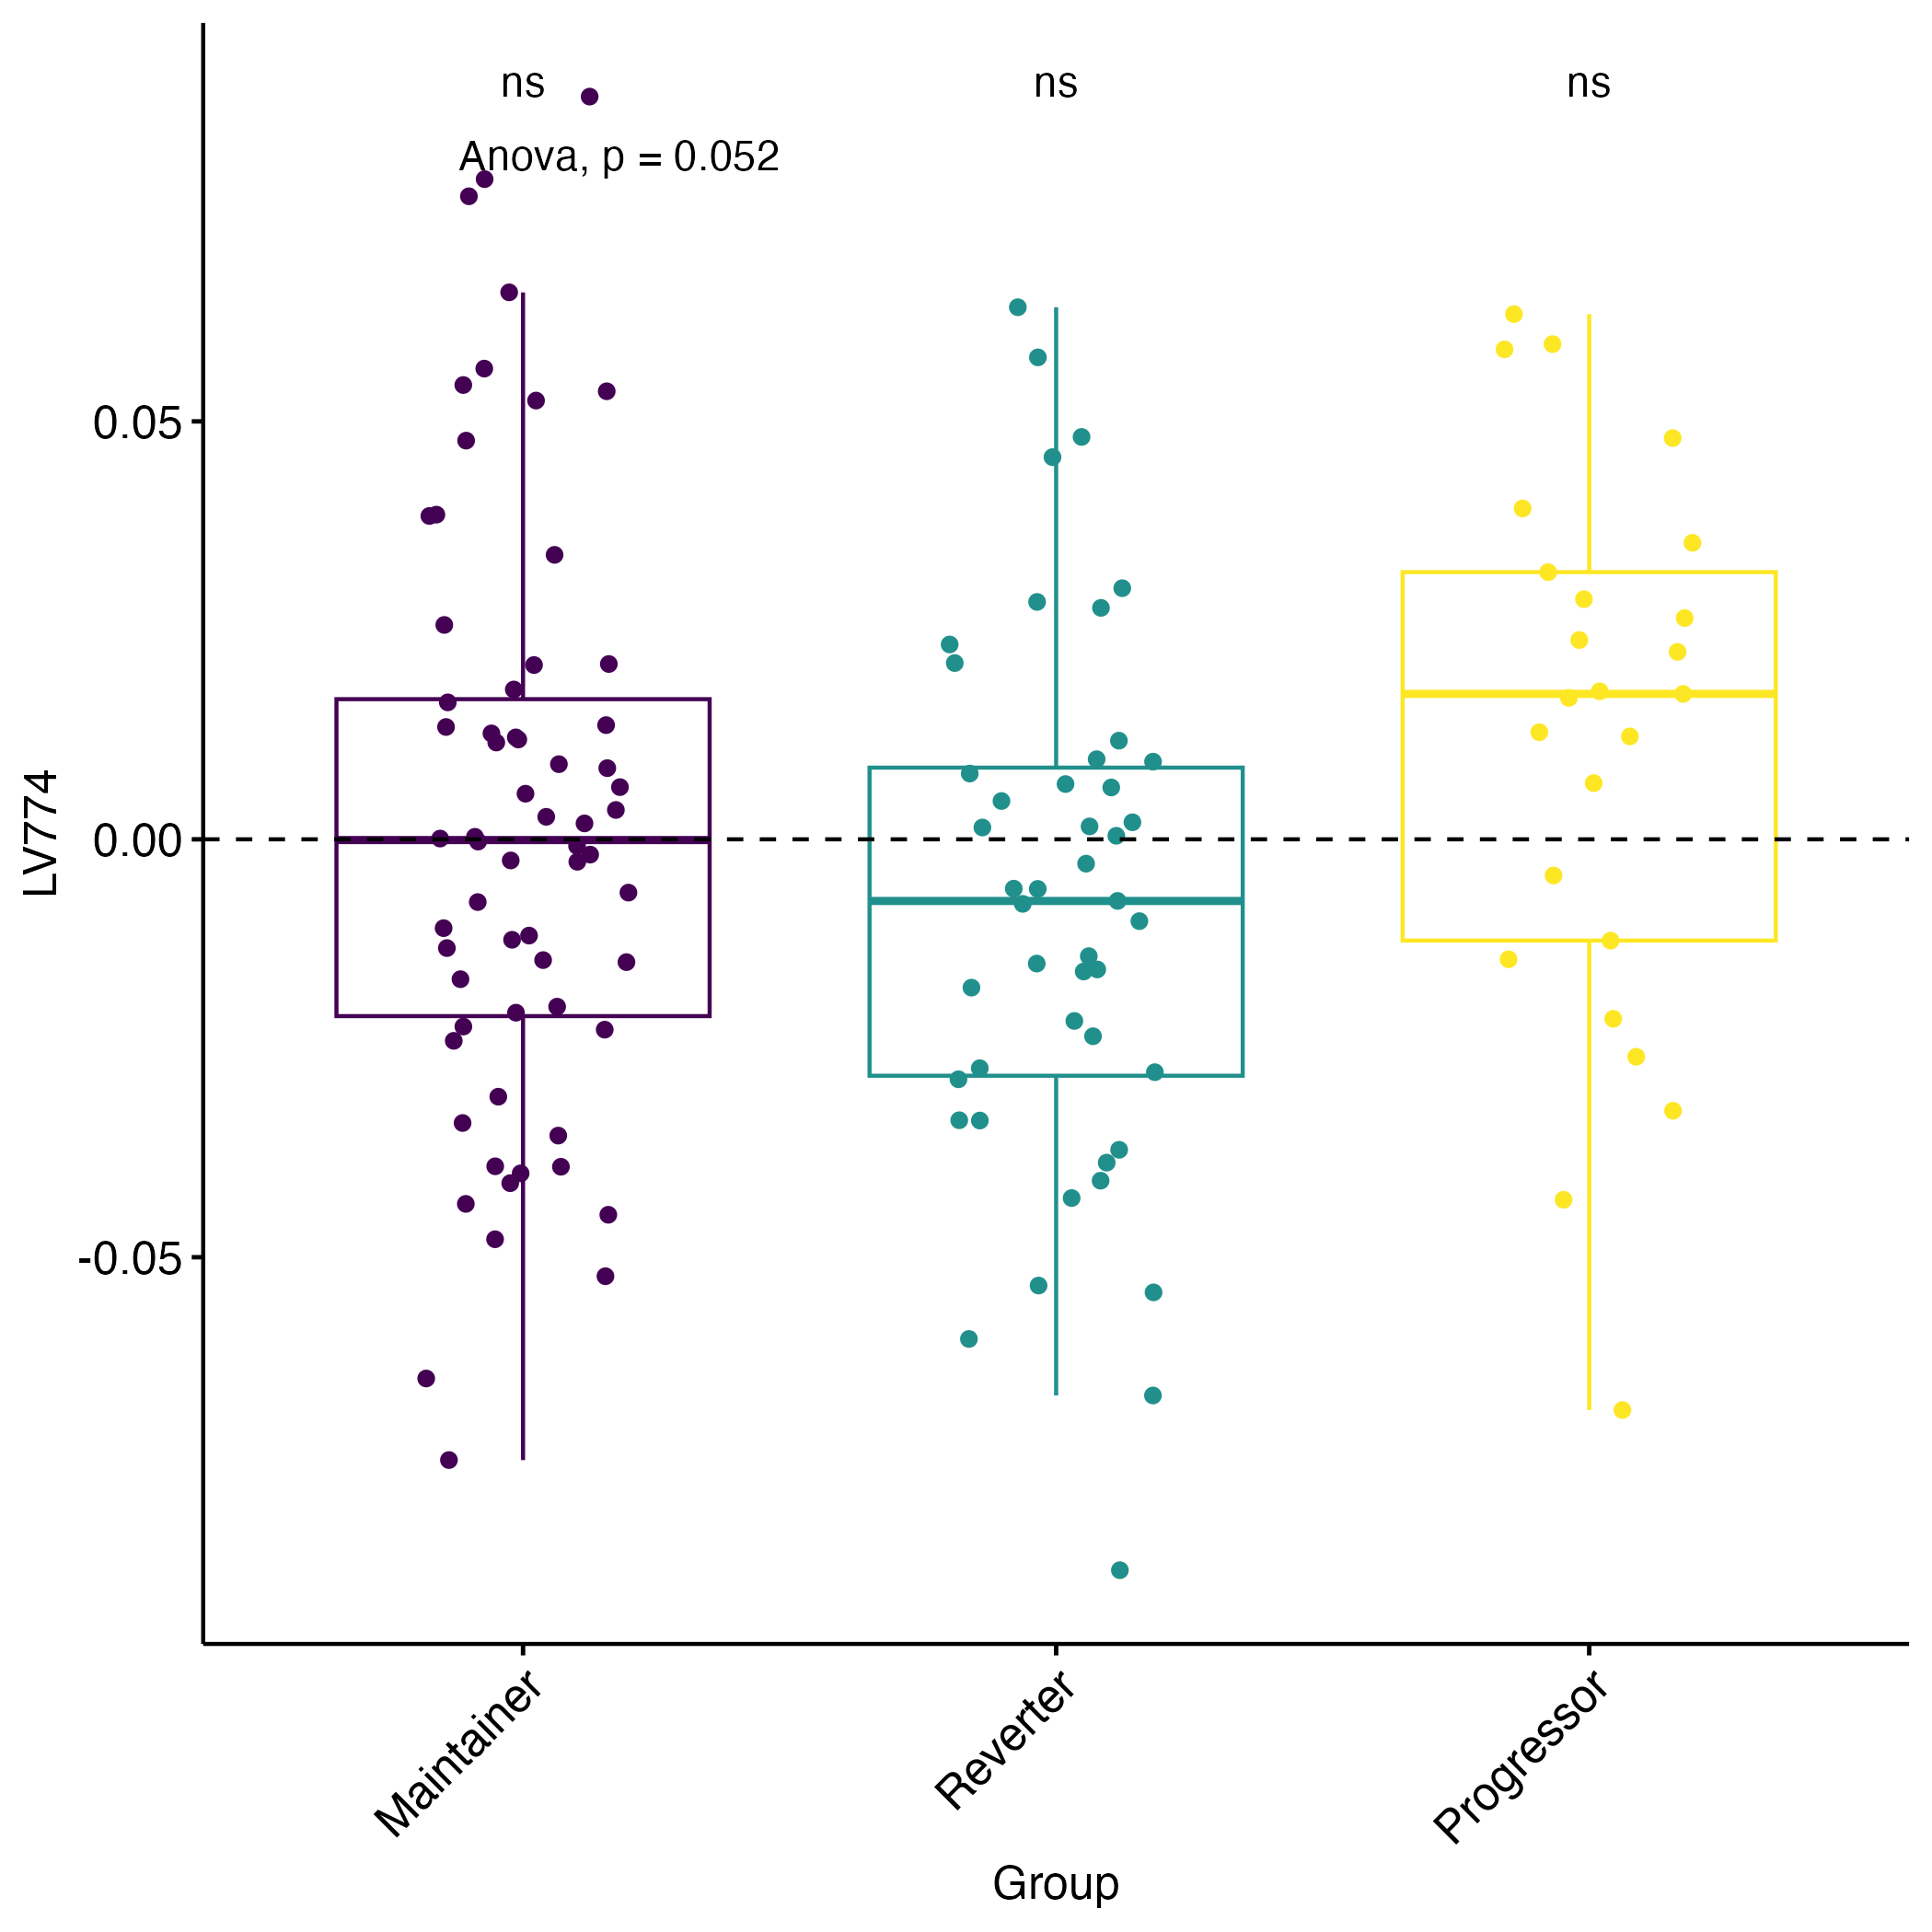 ns ns ns
Anova, p = 0.052
0.05
0.00
-0.05
LV774
Maintainer Reverter Progressor
Group